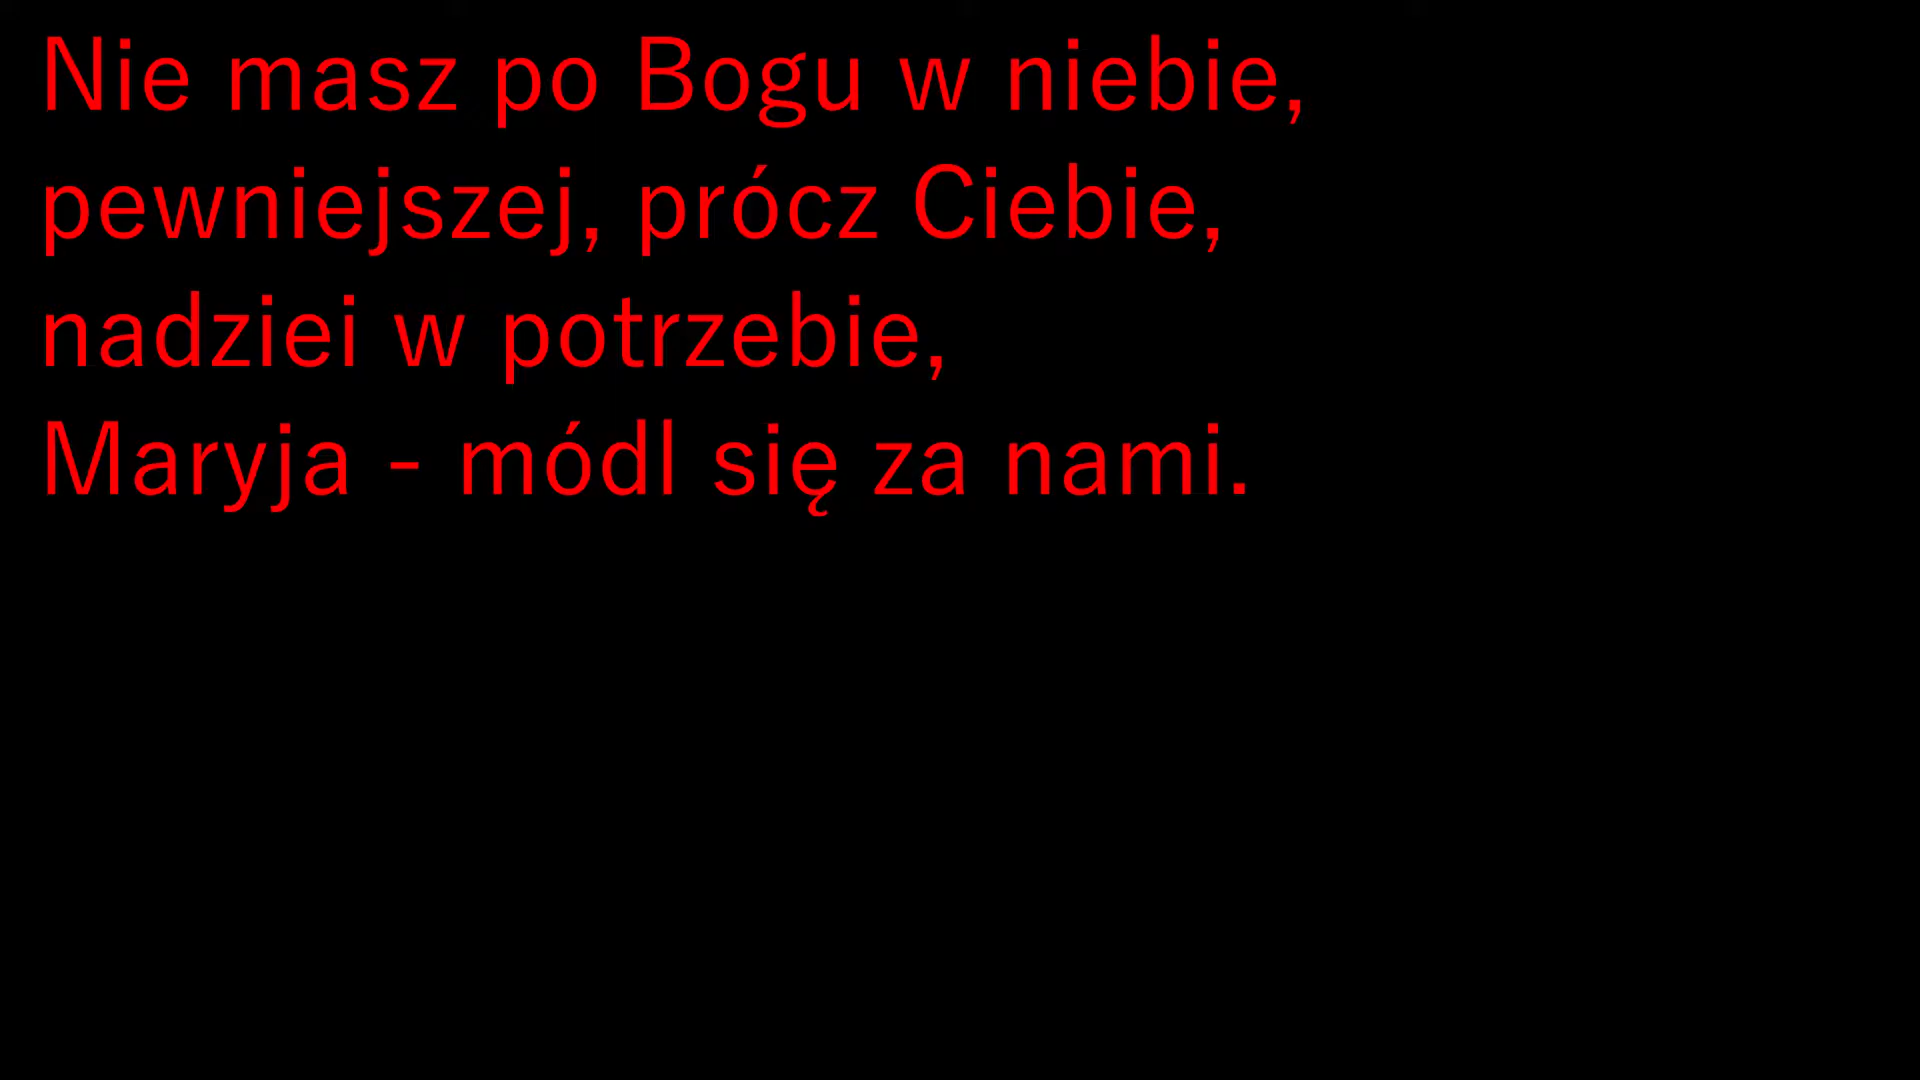 Nie masz po Bogu w niebie,
pewniejszej, prócz Ciebie,
nadziei w potrzebie,
Maryja - módl się za nami.